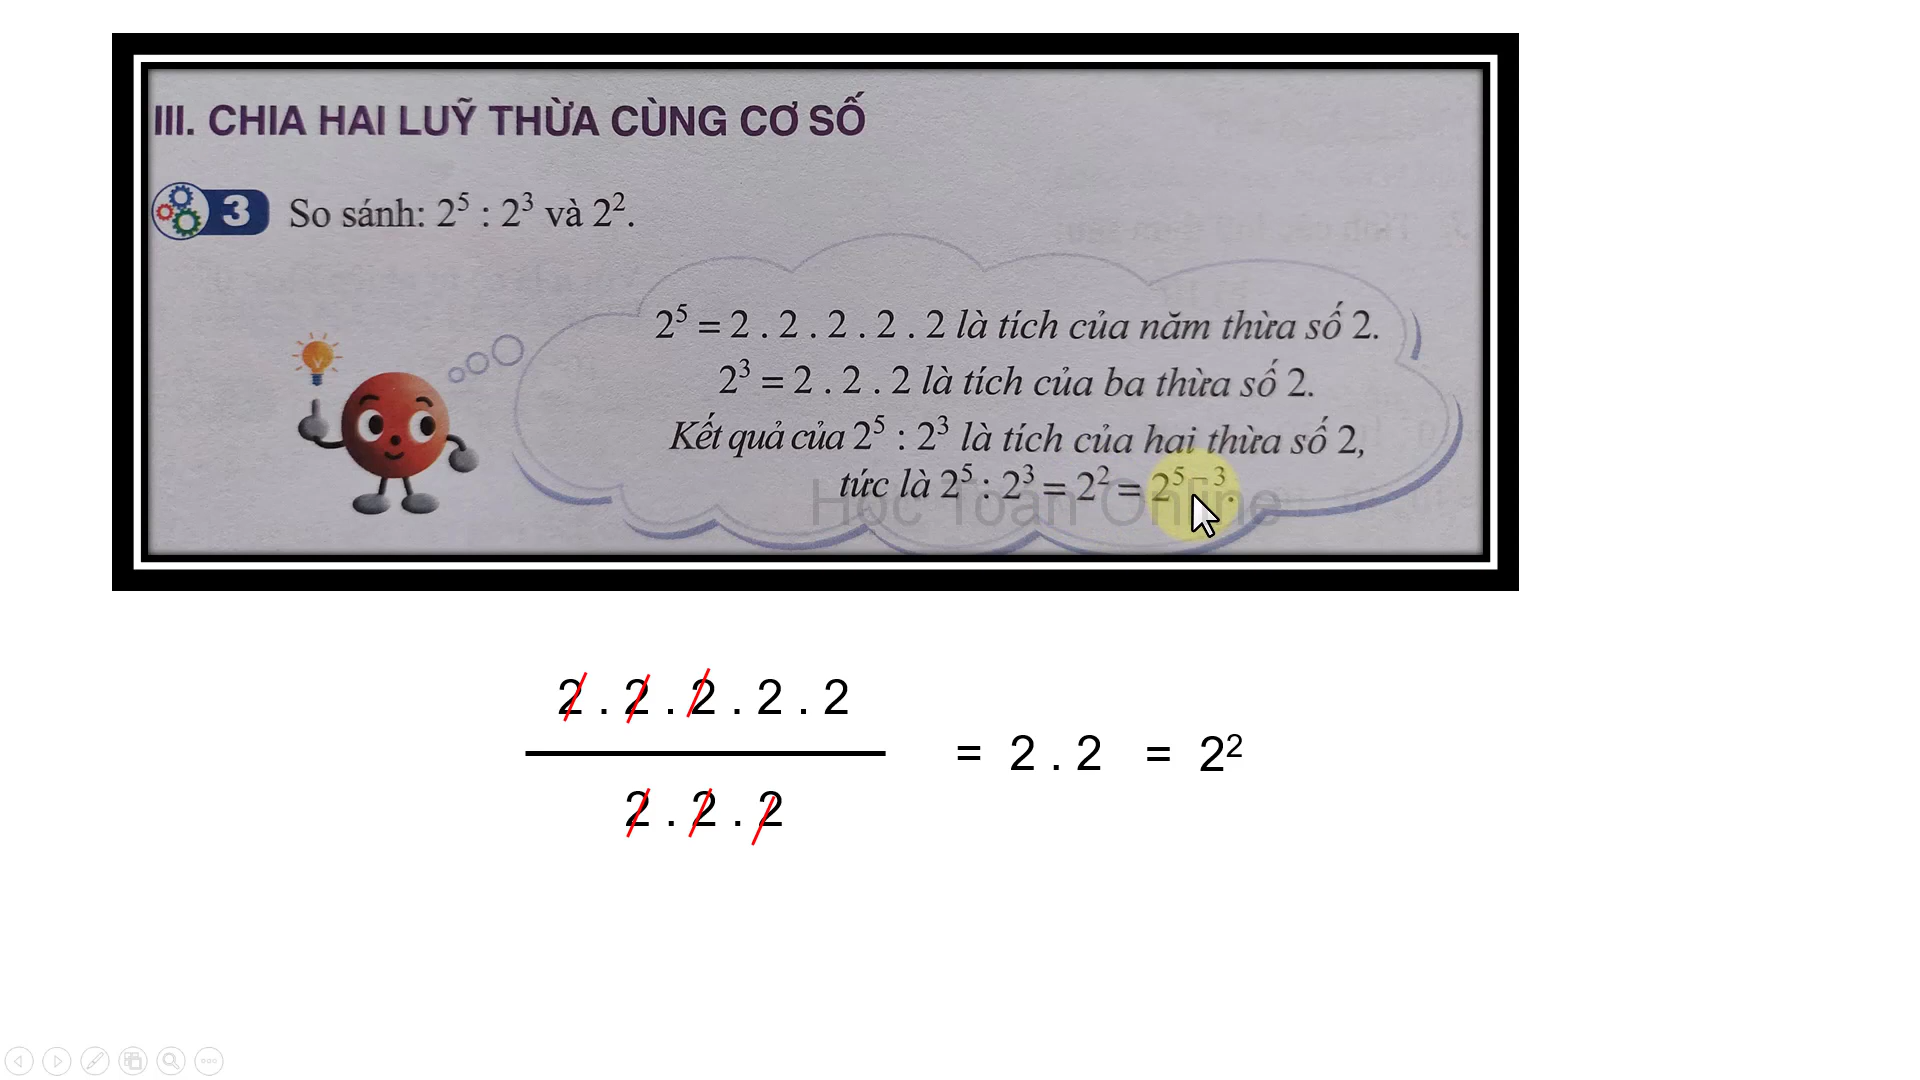 III. CHIA HAI LUỸ THỪA CÙNG CƠ SỐ
3 So sánh: 2⁵ : 2³ và 2².
2⁵ = 2 . 2 . 2 . 2 . 2 là tích của năm thừa số 2.
2³ = 2 . 2 . 2 là tích của ba thừa số 2.
Kết quả của 2⁵ : 2³ là tích của hai thừa số 2,
tức là 2⁵ : 2³ = 2² = 2⁵⁻³.
Học Toán Online
2 . 2 . 2 . 2 . 2
2 . 2 . 2
= 2 . 2 = 2²